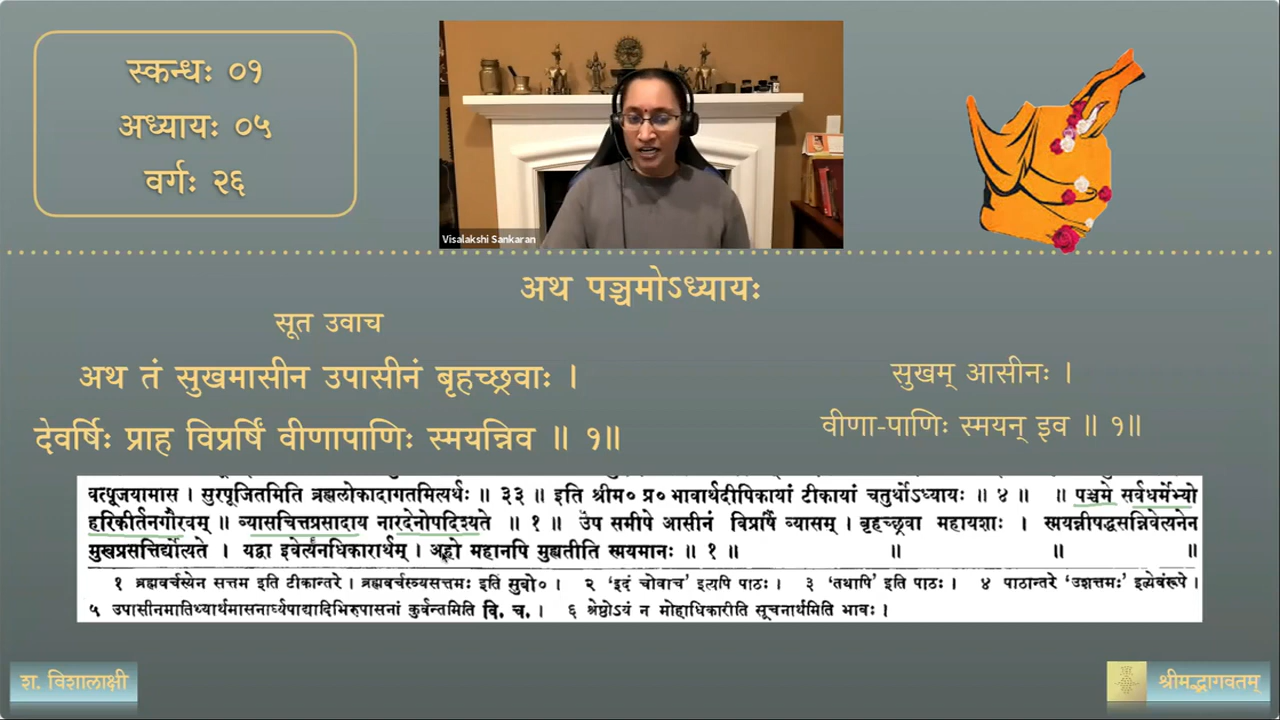 स्कन्धः ०१
अध्यायः ०५
वर्गः २६
Visalakshi Sankaran
अथ पञ्चमोऽध्यायः
सूत उवाच
अथ तं सुखमासीन उपासीनं बृहच्छ्रवाः ।
देवर्षिः प्राह विप्रर्षिं वीणापाणिः स्मयन्निव ॥ १॥
सुखम् आसीनः ।
वीणा-पाणिः स्मयन् इव ॥ १॥
वत्पूजयामास । सुरपूजितमिति ब्रह्मलोकादागतमित्यर्थः ॥ ३३ ॥ इति श्रीम० प्र० भावार्थदीपिकायां टीकायां चतुर्थोऽध्यायः ॥ ४ ॥ ॥ पञ्चमे सर्वधर्मेभ्यो
हरिकीर्तनगौरवम् ॥ व्यासचित्तप्रसादाय नारदेनोपदिश्यते ॥ १ ॥ उप समीपे आसीनं विप्रर्षिं व्यासम् । बृहच्छ्रवा महायशाः । स्मयन्नीषद्धसन्निवेत्यनेन
मुखप्रसत्तिर्द्योत्यते । यद्वा इवेत्यनधिकारार्थम् । अहो महानपि मुह्यतीति स्मयमानः ॥ १ ॥ ॥ ॥ ॥
१ ब्रह्मवर्चस्येन सत्तम इति टीकान्तरे । ब्रह्मवर्चस्व्यसत्तमः इति सुबो० । २ 'इदं चोवाच' इत्यपि पाठः । ३ 'तथापि' इति पाठः । ४ पाठान्तरे 'उशत्तमः' इत्येवंरूपे ।
५ उपासीनमातिथ्यार्थमासनार्घ्यपाद्यादिभिरुपासनां कुर्वन्तमिति वि. च. । ६ श्रेष्ठोऽयं न मोहाधिकारीति सूचनार्थमिति भावः ।
श. विशालाक्षी
श्रीमद्भागवतम्